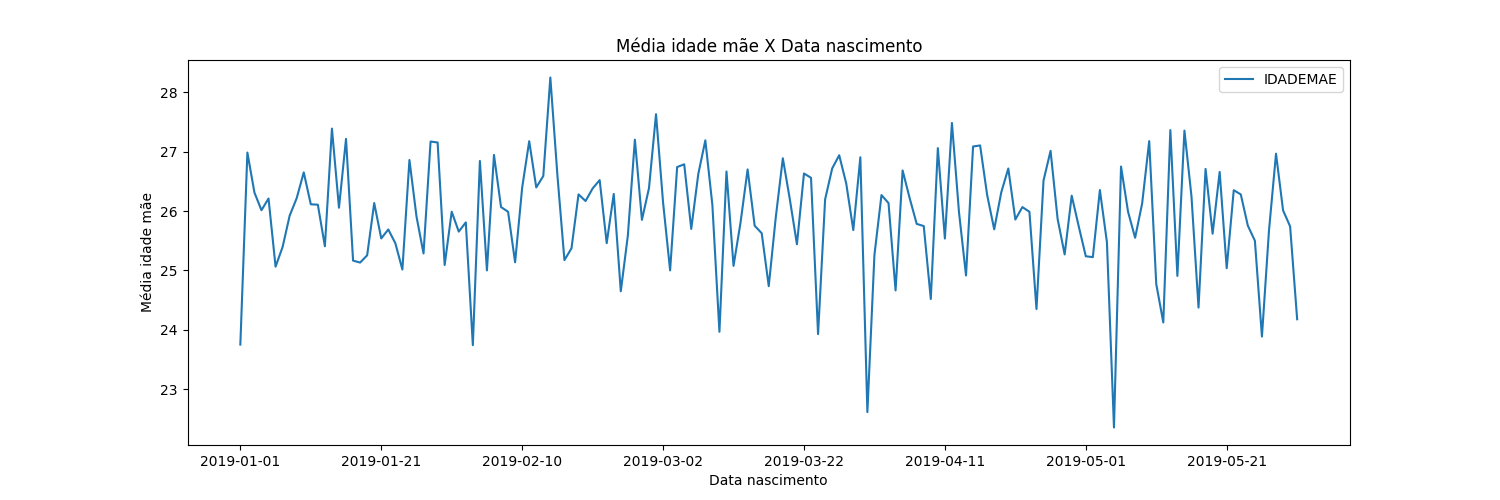 Média idade mãe X Data nascimento
IDADEMAE
Média idade mãe
28
27
26
25
24
23
2019-01-01 2019-01-21 2019-02-10 2019-03-02 2019-03-22 2019-04-11 2019-05-01 2019-05-21
Data nascimento